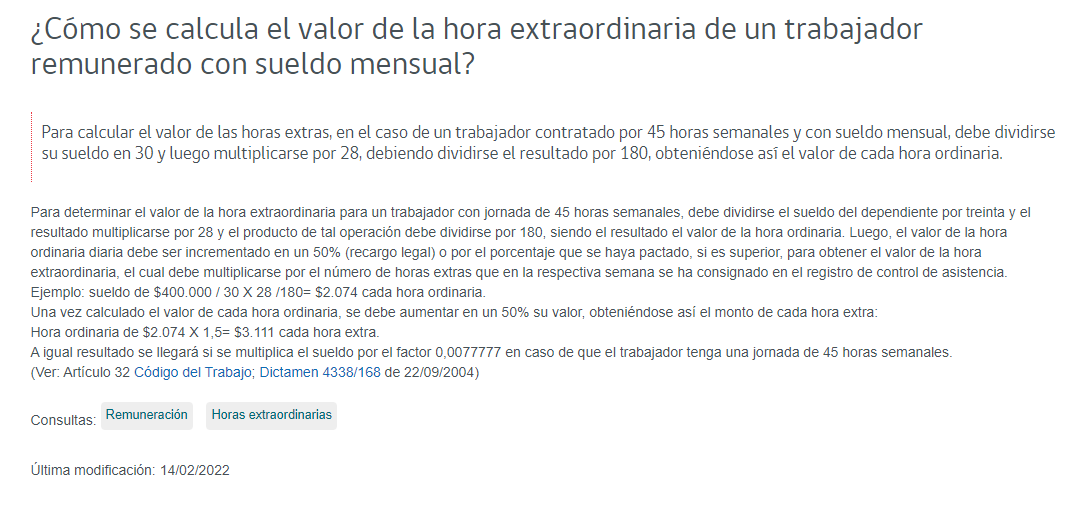 ¿Cómo se calcula el valor de la hora extraordinaria de un trabajador
remunerado con sueldo mensual?
Para calcular el valor de las horas extras, en el caso de un trabajador contratado por 45 horas semanales y con sueldo mensual, debe dividirse
su sueldo en 30 y luego multiplicarse por 28, debiendo dividirse el resultado por 180, obteniéndose así el valor de cada hora ordinaria.
Para determinar el valor de la hora extraordinaria para un trabajador con jornada de 45 horas semanales, debe dividirse el sueldo del dependiente por treinta y el
resultado multiplicarse por 28 y el producto de tal operación debe dividirse por 180, siendo el resultado el valor de la hora ordinaria. Luego, el valor de la hora
ordinaria diaria debe ser incrementado en un 50% (recargo legal) o por el porcentaje que se haya pactado, si es superior, para obtener el valor de la hora
extraordinaria, el cual debe multiplicarse por el número de horas extras que en la respectiva semana se ha consignado en el registro de control de asistencia.
Ejemplo: sueldo de $400.000 / 30 X 28 /180= $2.074 cada hora ordinaria.
Una vez calculado el valor de cada hora ordinaria, se debe aumentar en un 50% su valor, obteniéndose así el monto de cada hora extra:
Hora ordinaria de $2.074 X 1,5= $3.111 cada hora extra.
A igual resultado se llegará si se multiplica el sueldo por el factor 0,0077777 en caso de que el trabajador tenga una jornada de 45 horas semanales.
(Ver: Artículo 32 Código del Trabajo; Dictamen 4338/168 de 22/09/2004)
Consultas: Remuneración Horas extraordinarias
Última modificación: 14/02/2022